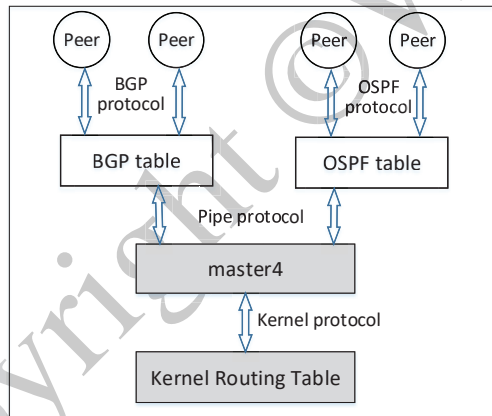 Peer
Peer
Peer
Peer
BGP
protocol
OSPF
protocol
BGP table
OSPF table
Pipe protocol
master4
Kernel protocol
Kernel Routing Table